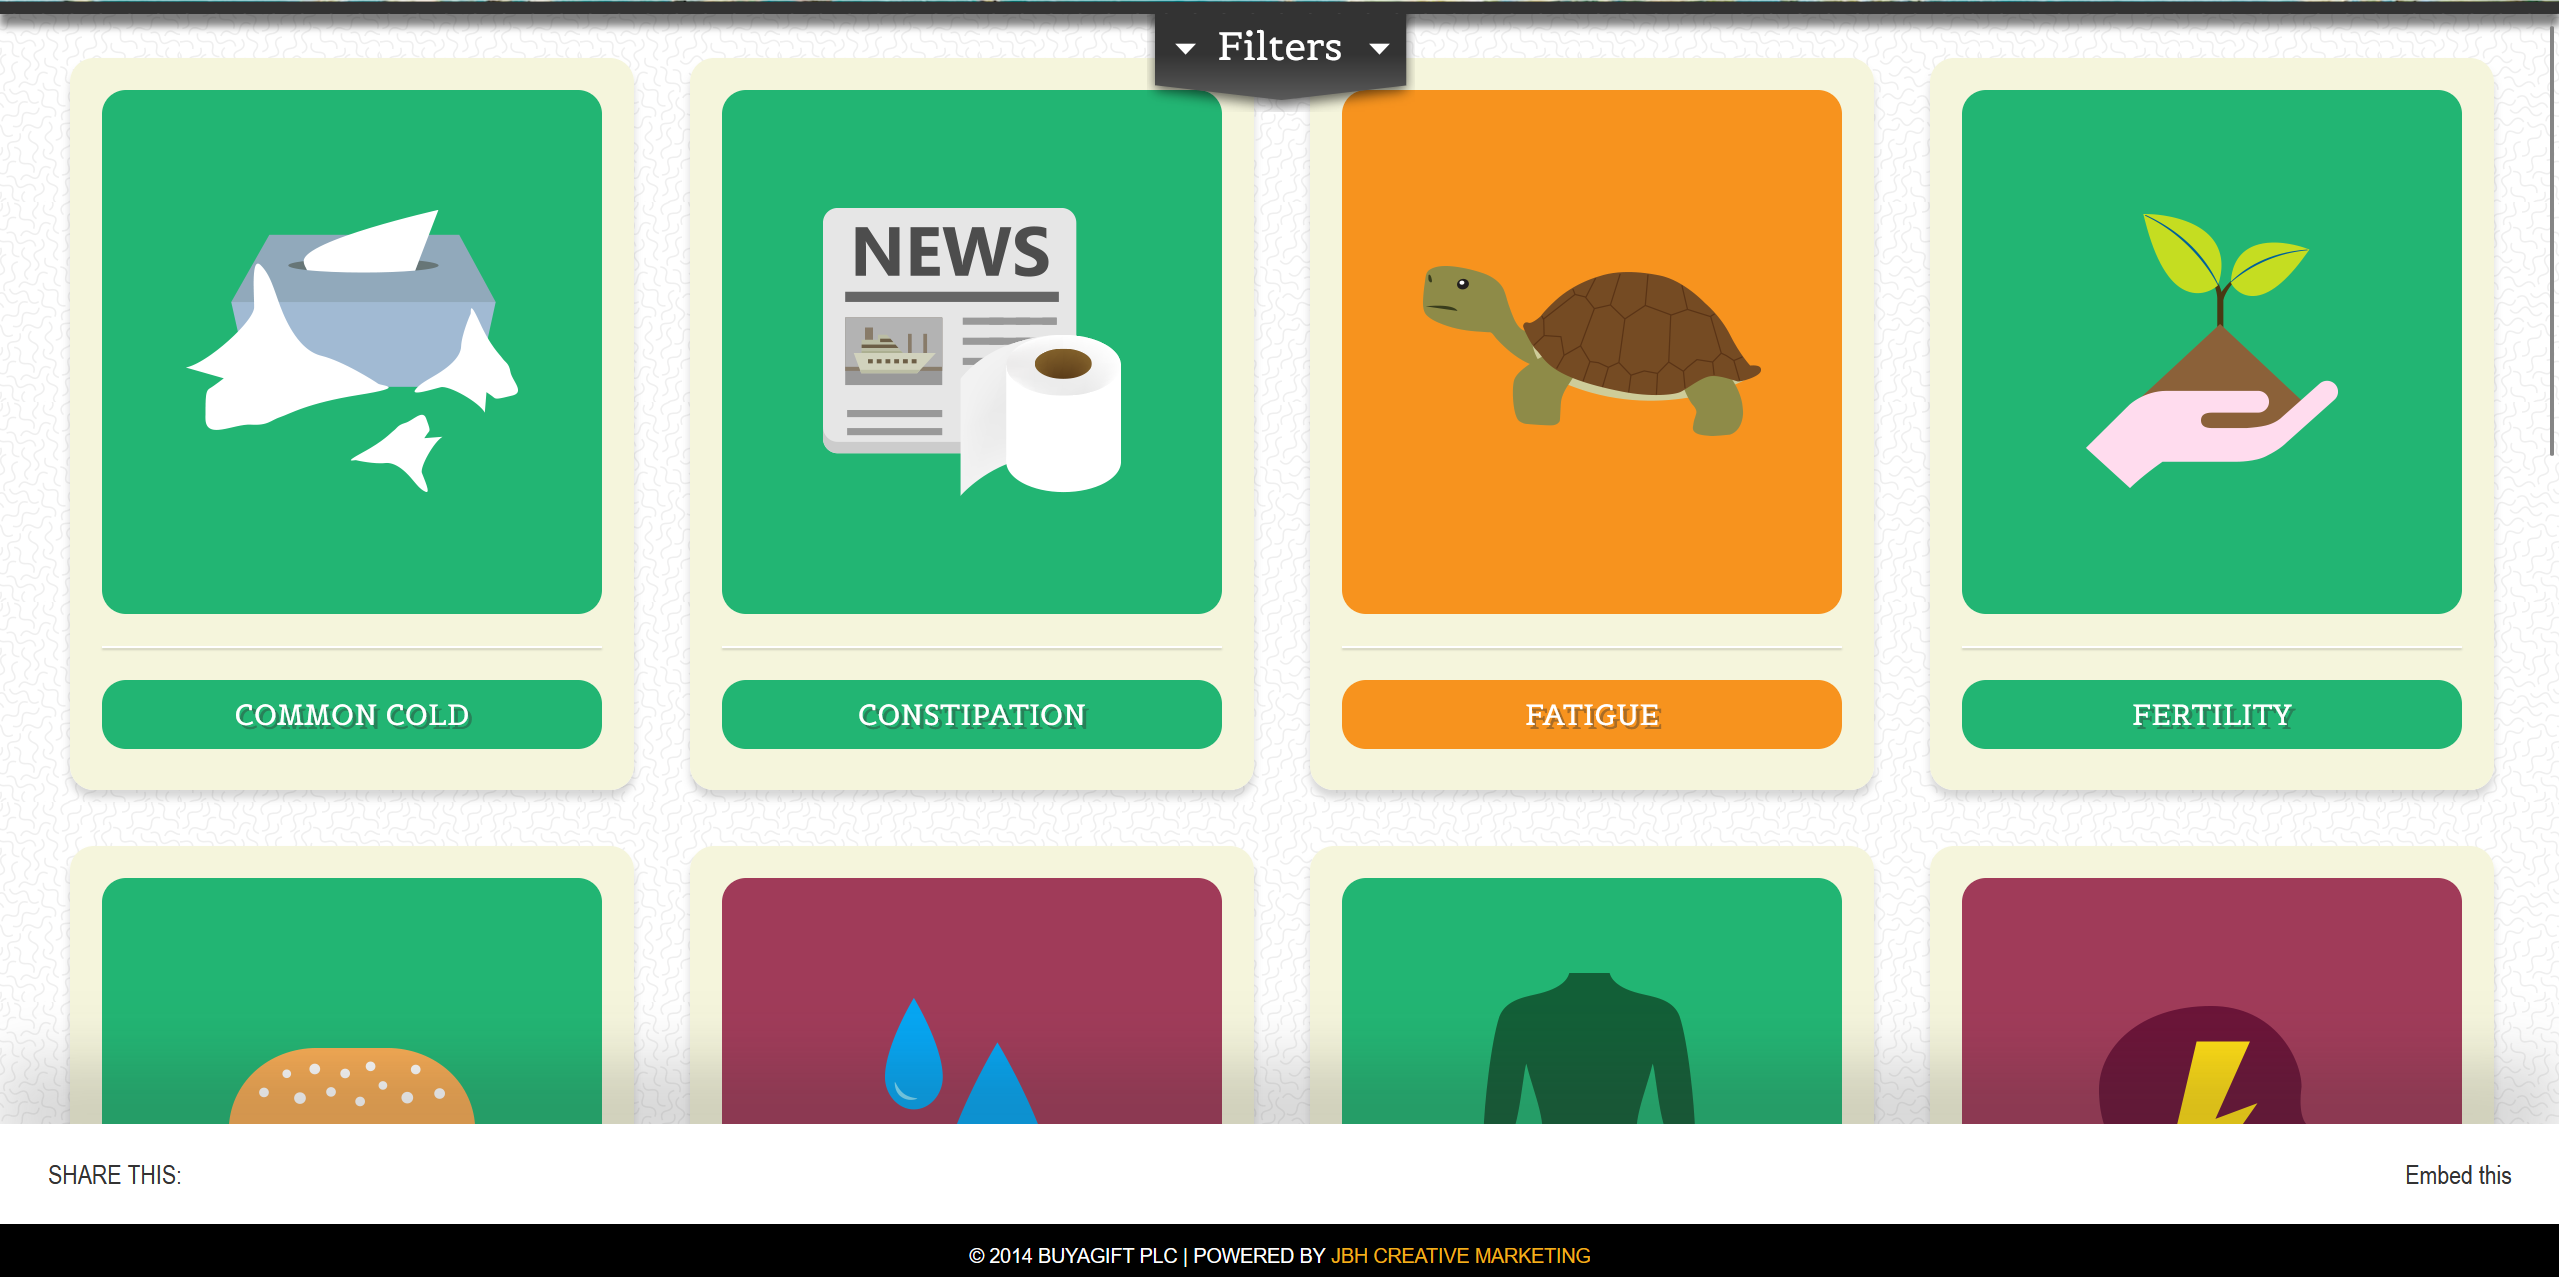 Filters
NEWS
COMMON COLD
CONSTIPATION
FATIGUE
FERTILITY
SHARE THIS:
Embed this
© 2014 BUYAGIFT PLC | POWERED BY JBH CREATIVE MARKETING